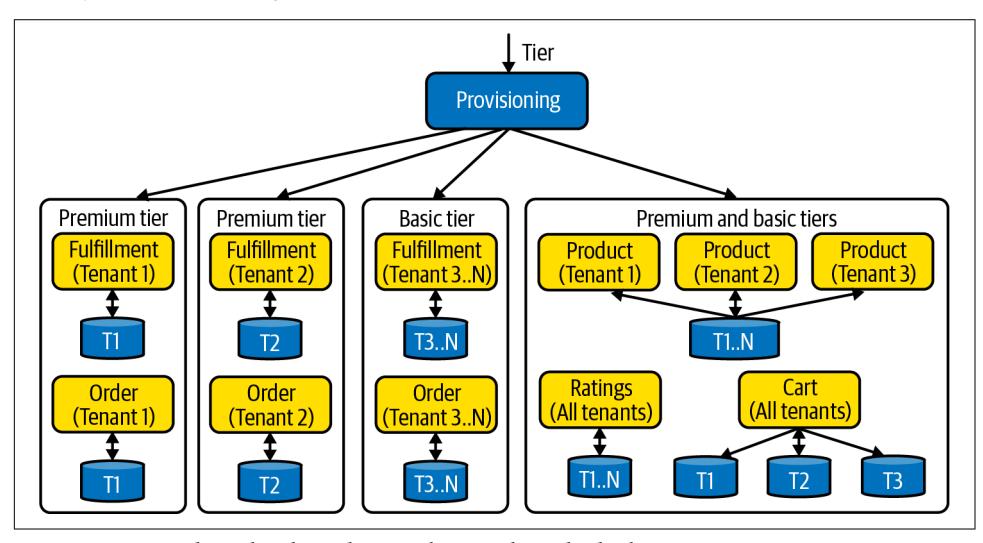 Tier
Provisioning
Premium tier
Fulfillment
(Tenant 1)
T1
Order
(Tenant 1)
T1
Premium tier
Fulfillment
(Tenant 2)
T2
Order
(Tenant 2)
T2
Basic tier
Fulfillment
(Tenant 3..N)
T3..N
Order
(Tenant 3..N)
T3..N
Premium and basic tiers
Product
(Tenant 1)
Product
(Tenant 2)
Product
(Tenant 3)
T1..N
Ratings
(All tenants)
T1..N
Cart
(All tenants)
T1
T2
T3